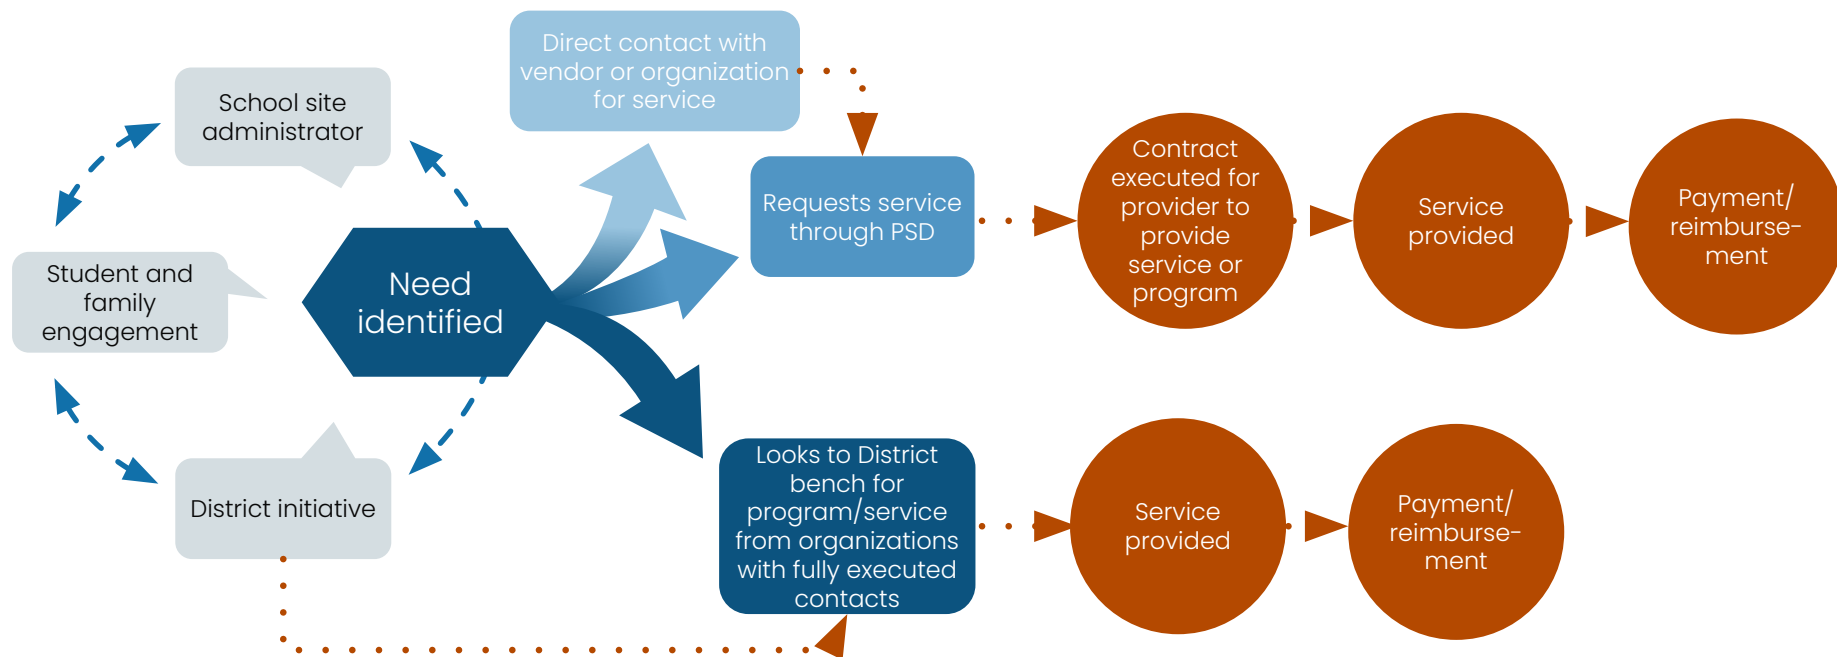 School site
administrator
Student and
family
engagement
District initiative
Need
identified
Direct contact with
vendor or organization
for service
Requests service
through PSD
Contract
executed for
provider to
provide
service or
program
Service
provided
Payment/
reimburse-
ment
Looks to District
bench for
program/service
from organizations
with fully executed
contacts
Service
provided
Payment/
reimburse-
ment